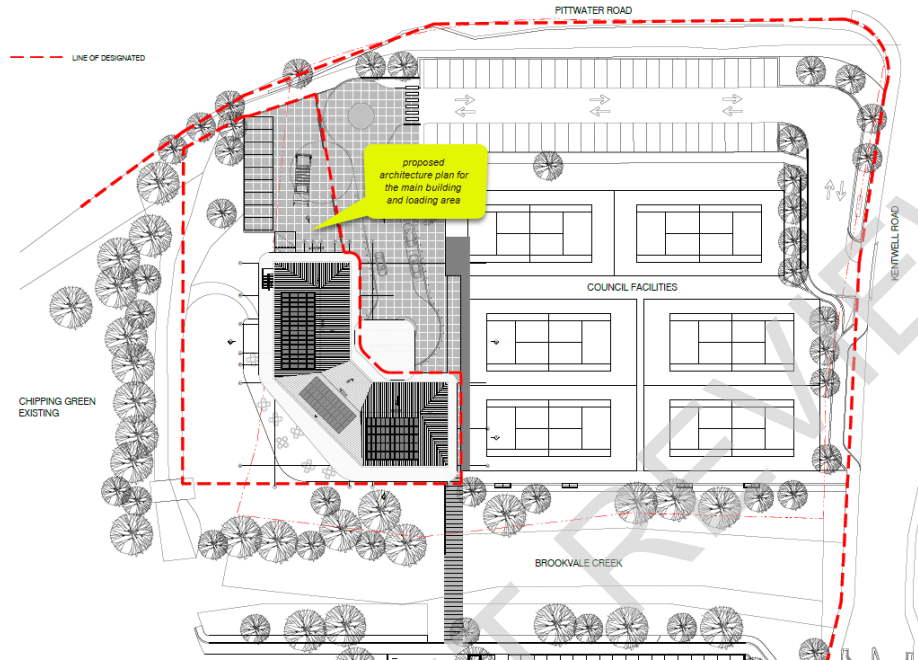 PITTWATER ROAD
LINE OF DESIGNATED
proposed
architecture plan for
the main building
and loading area
KENTWELL ROAD
COUNCIL FACILITIES
CHIPPING GREEN
EXISTING
BROOKVALE CREEK
T REVIEW